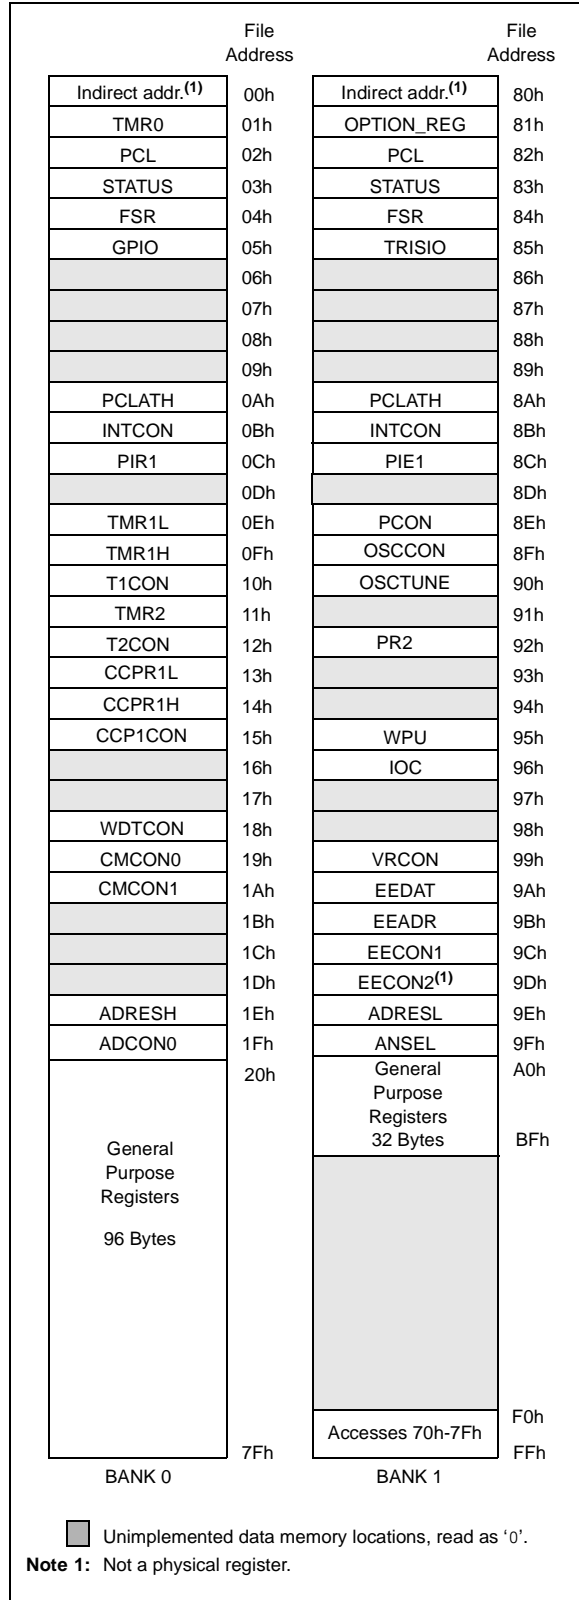 File
Address
File
Address
Indirect addr.(1) 00h Indirect addr.(1) 80h
TMR0 01h OPTION_REG 81h
PCL 02h PCL 82h
STATUS 03h STATUS 83h
FSR 04h FSR 84h
GPIO 05h TRISIO 85h
06h 86h
07h 87h
08h 88h
09h 89h
PCLATH 0Ah PCLATH 8Ah
INTCON 0Bh INTCON 8Bh
PIR1 0Ch PIE1 8Ch
0Dh 8Dh
TMR1L 0Eh PCON 8Eh
TMR1H 0Fh OSCCON 8Fh
T1CON 10h OSCTUNE 90h
TMR2 11h 91h
T2CON 12h PR2 92h
CCPR1L 13h 93h
CCPR1H 14h 94h
CCP1CON 15h WPU 95h
16h IOC 96h
17h 97h
WDTCON 18h 98h
CMCON0 19h VRCON 99h
CMCON1 1Ah EEDAT 9Ah
1Bh EEADR 9Bh
1Ch EECON1 9Ch
1Dh EECON2(1) 9Dh
ADRESH 1Eh ADRESL 9Eh
ADCON0 1Fh ANSEL 9Fh
20h General A0h
Purpose
Registers
32 Bytes BFh
General
Purpose
Registers
96 Bytes
F0h
Accesses 70h-7Fh
7Fh FFh
BANK 0 BANK 1
Unimplemented data memory locations, read as ‘0’.
Note 1: Not a physical register.